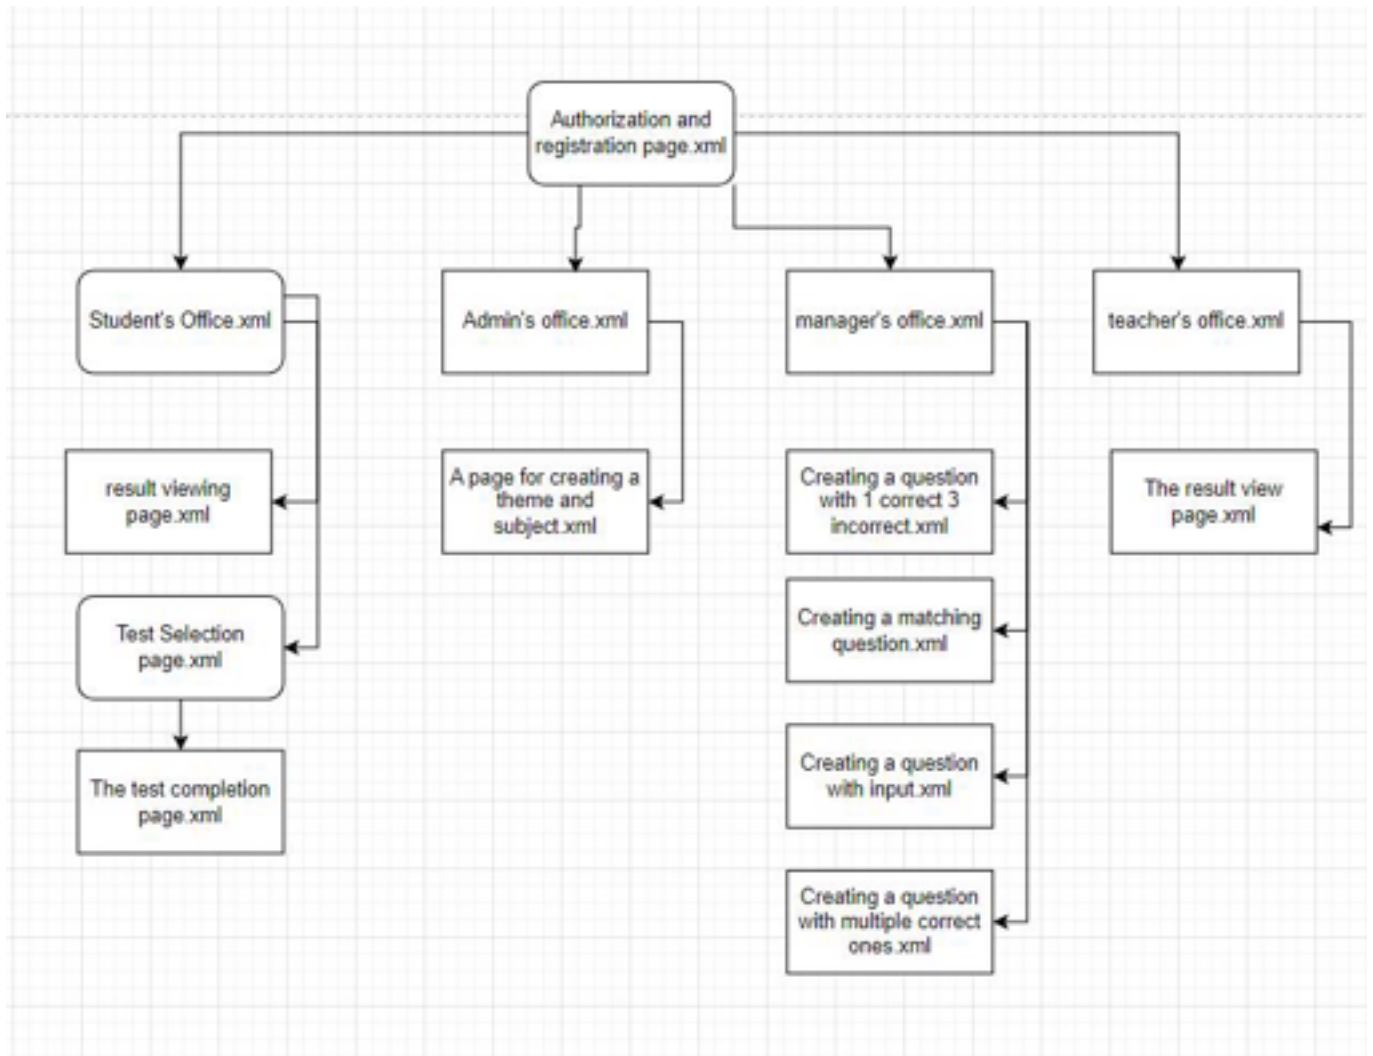 Authorization and
registration page.xml
Student's Office.xml
Admin's office.xml
manager's office.xml
teacher's office.xml
result viewing
page.xml
A page for creating a
theme and
subject.xml
Creating a question
with 1 correct 3
incorrect.xml
The result view
page.xml
Test Selection
page.xml
Creating a matching
question.xml
The test completion
page.xml
Creating a question
with input.xml
Creating a question
with multiple correct
ones.xml